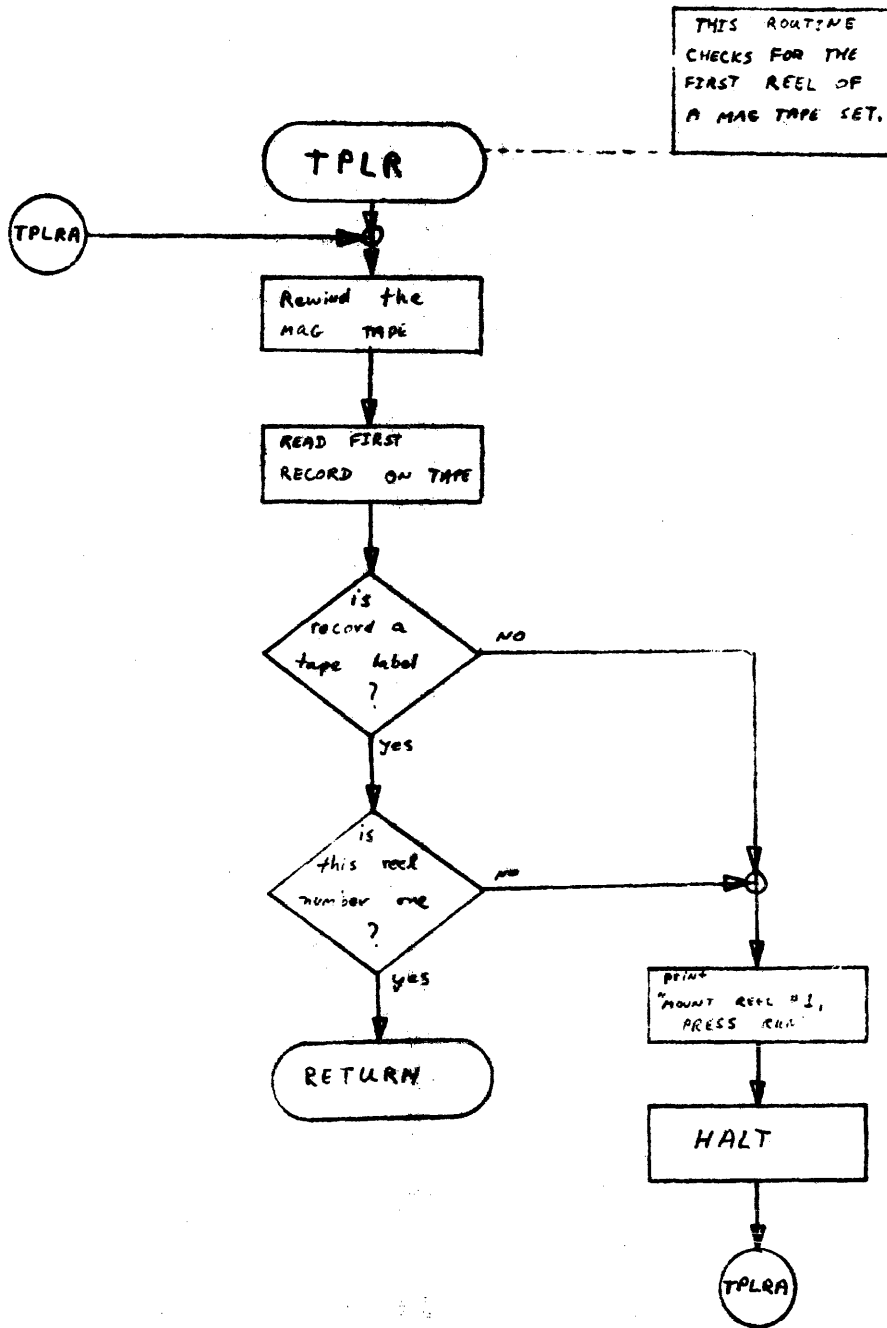 THIS ROUTINE
CHECKS FOR THE
FIRST REEL OF
A MAG TAPE SET.
TPLR
TPLRA
Rewind the
MAG TAPE
READ FIRST
RECORD ON TAPE
is
record a
tape label
?
NO
yes
is
this reel
number one
?
NO
yes
print
"MOUNT REEL #1,
PRESS RUN"
RETURN
HALT
TPLRA